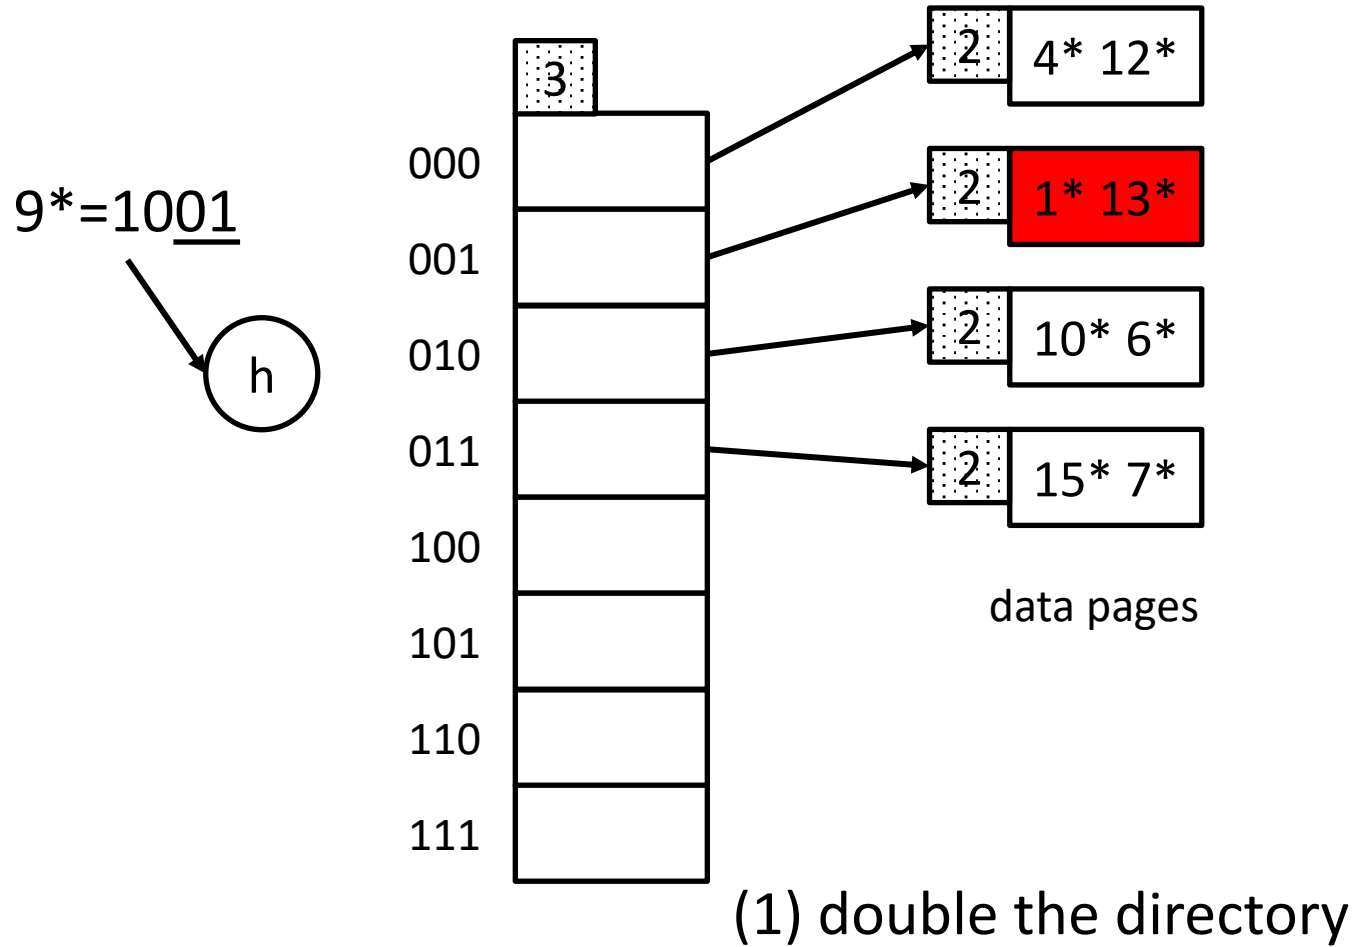 3
000
001
010
011
100
101
110
111
9*=1001
h
2 4* 12*
2 1* 13*
2 10* 6*
2 15* 7*
data pages
(1) double the directory